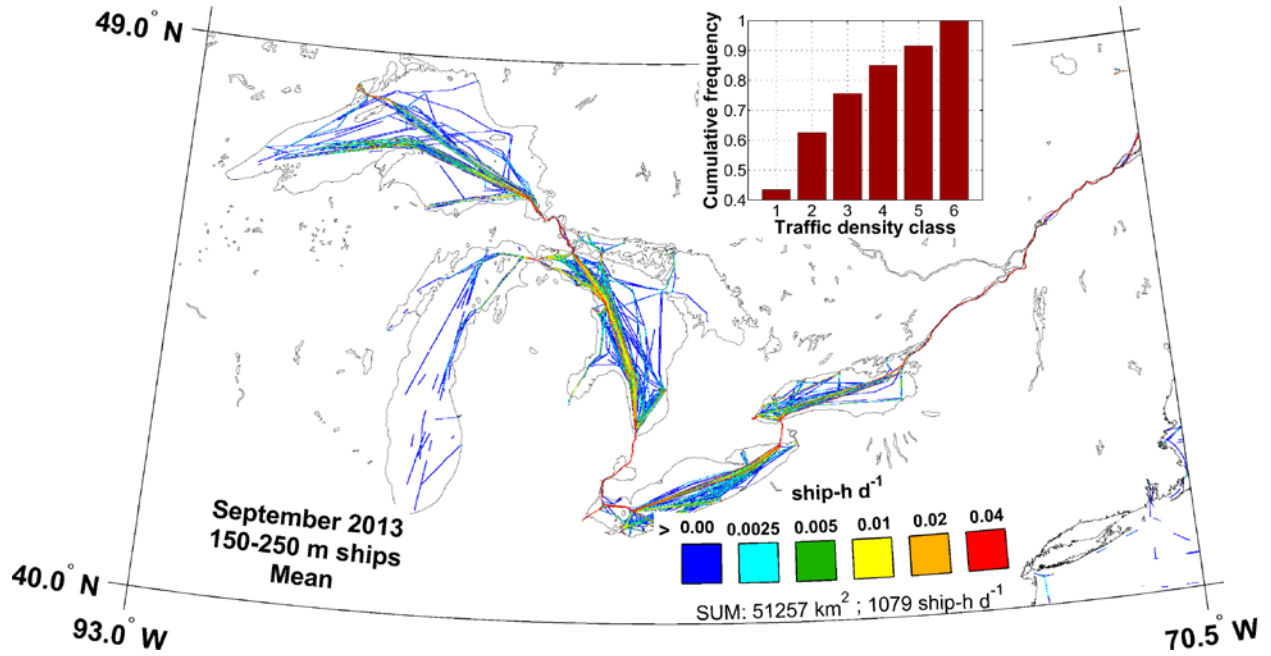 49.0° N
1
0.9
0.8
0.7
0.6
0.5
0.4
Cumulative frequency
1 2 3 4 5 6
Traffic density class
September 2013
150-250 m ships
Mean
ship-h d⁻¹
> 0.00 0.0025 0.005 0.01 0.02 0.04
SUM: 51257 km² ; 1079 ship-h d⁻¹
40.0° N
93.0° W
70.5° W